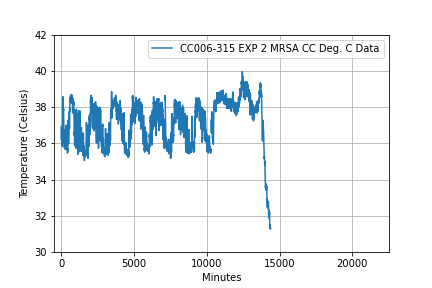 CC006-315 EXP 2 MRSA CC Deg. C Data
42
40
38
36
34
32
30
Temperature (Celsius)
0 5000 10000 15000 20000
Minutes